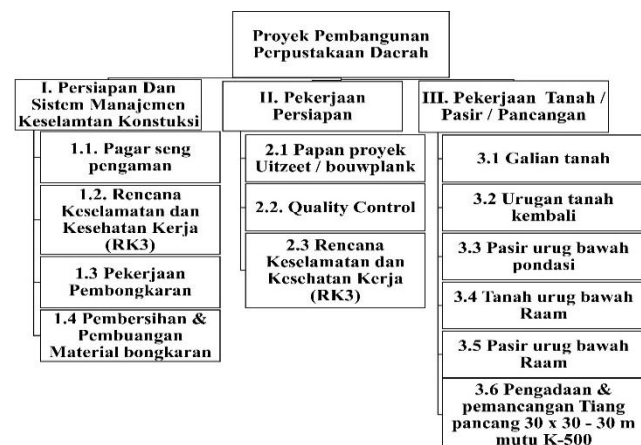 Proyek Pembangunan
Perpustakaan Daerah
I. Persiapan Dan
Sistem Manajemen
Keselamtan Konstuksi
1.1. Pagar seng
pengaman
1.2. Rencana
Keselamatan dan
Kesehatan Kerja
(RK3)
1.3 Pekerjaan
Pembongkaran
1.4 Pembersihan &
Pembuangan
Material bongkaran
II. Pekerjaan
Persiapan
2.1 Papan proyek
Uitzeet / bouwplank
2.2. Quality Control
2.3 Rencana
Keselamatan dan
Kesehatan Kerja
(RK3)
III. Pekerjaan Tanah /
Pasir / Pancangan
3.1 Galian tanah
3.2 Urugan tanah
kembali
3.3 Pasir urug bawah
pondasi
3.4 Tanah urug bawah
Raam
3.5 Pasir urug bawah
Raam
3.6 Pengadaan &
pemancangan Tiang
pancang 30 x 30 - 30 m
mutu K-500